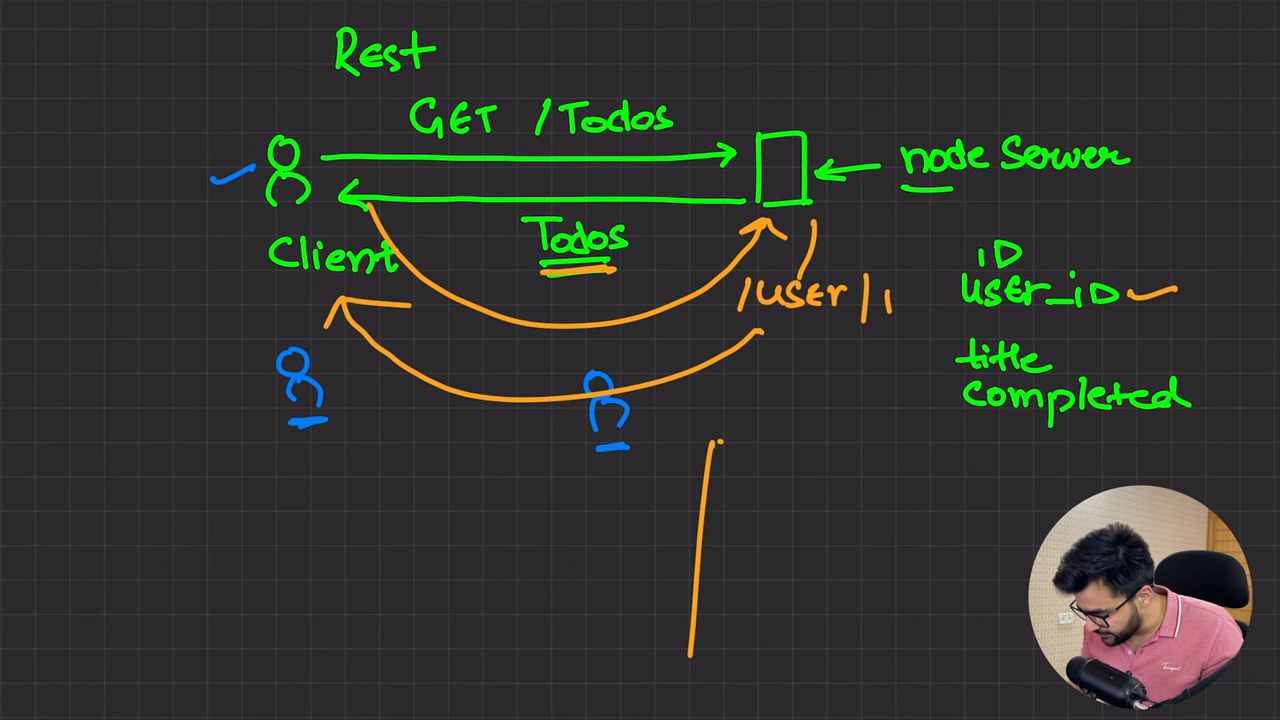 Rest
GET /Todos
node Server
Todos
Client
/user/1
iD
user_iD
title
completed